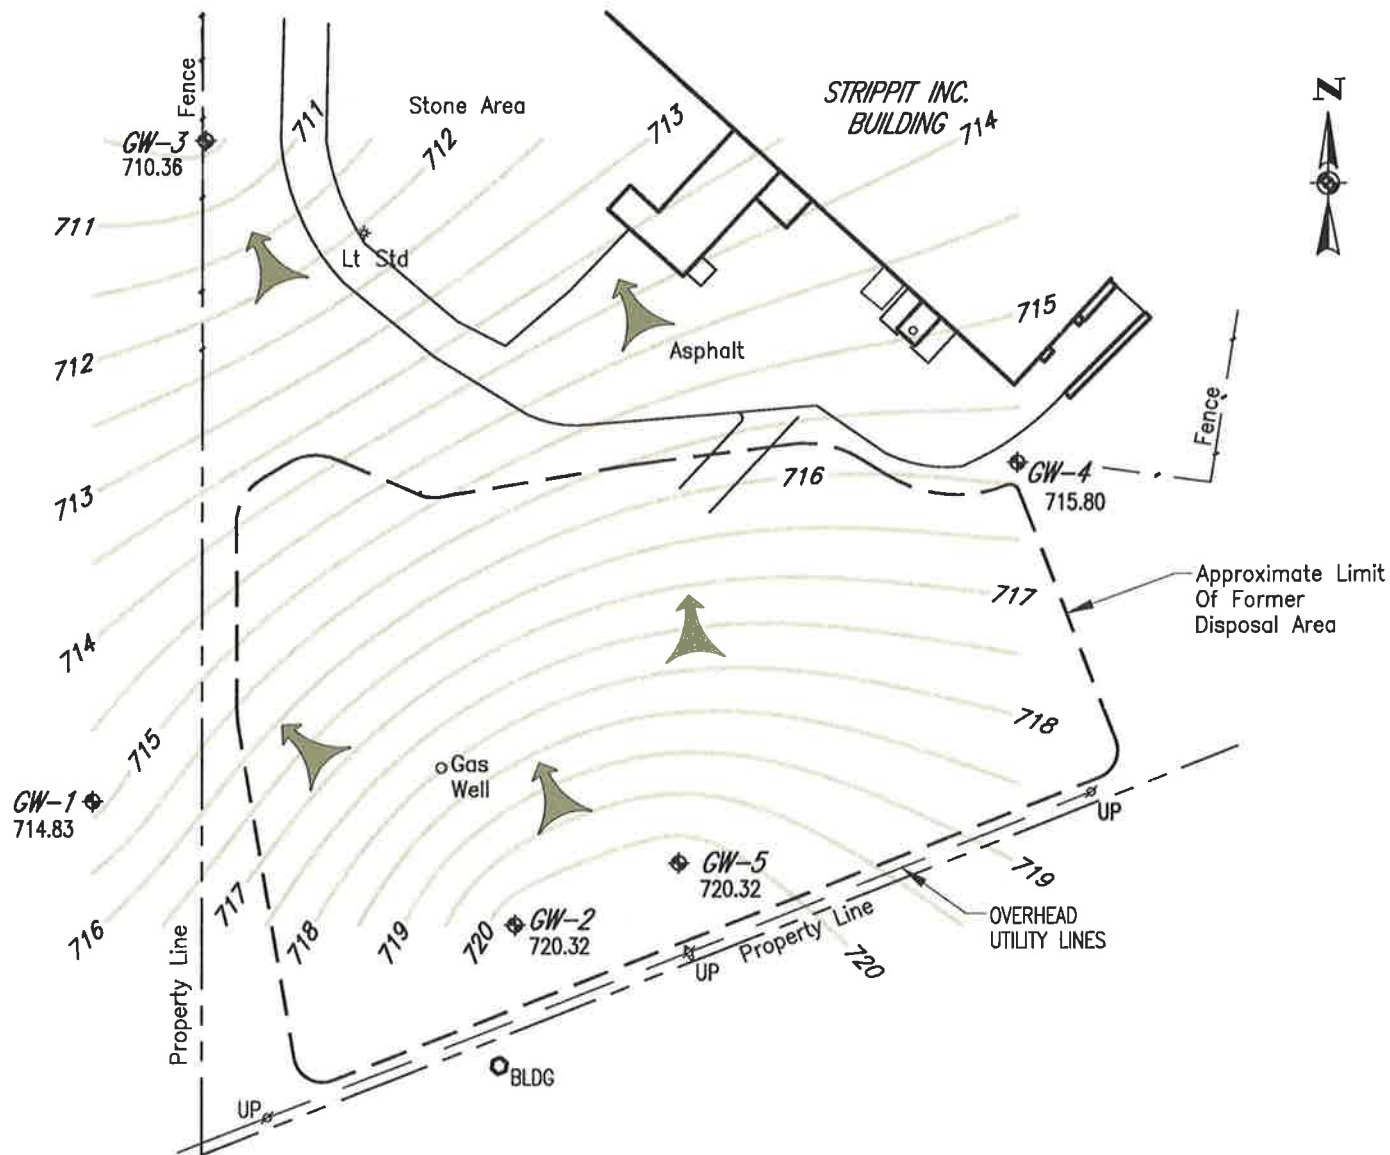 Fence
Stone Area
STRIPPIT INC.
BUILDING
N
711
712
713
714
GW-3
710.36
711
Lt Std
715
Asphalt
712
Fence
713
716
GW-4
715.80
Approximate Limit
Of Former
Disposal Area
717
714
718
715
Gas
Well
GW-1
714.83
UP
GW-5
720.32
719
717
716
718
719
720
GW-2
720.32
OVERHEAD
UTILITY LINES
Property Line
720
UP
Property Line
BLDG
UP